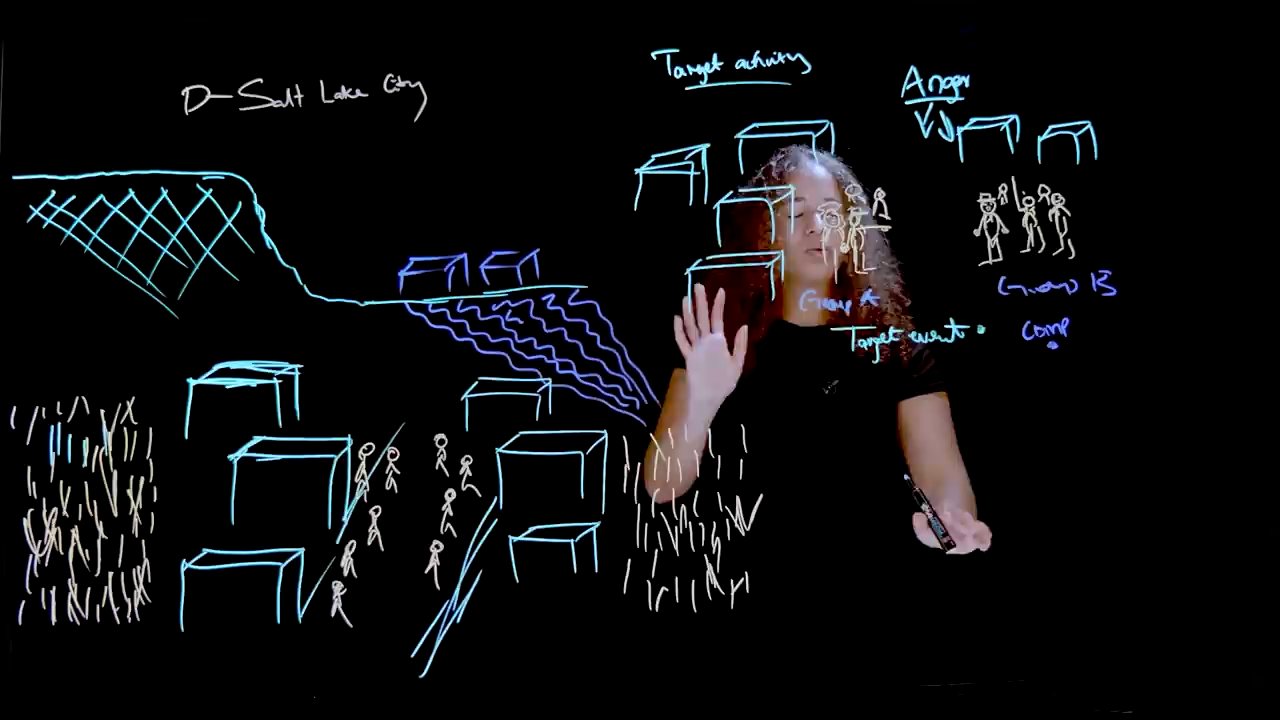 D-Salt Lake City
Target activity
Anger
Group A
Group B
Target event
Comp